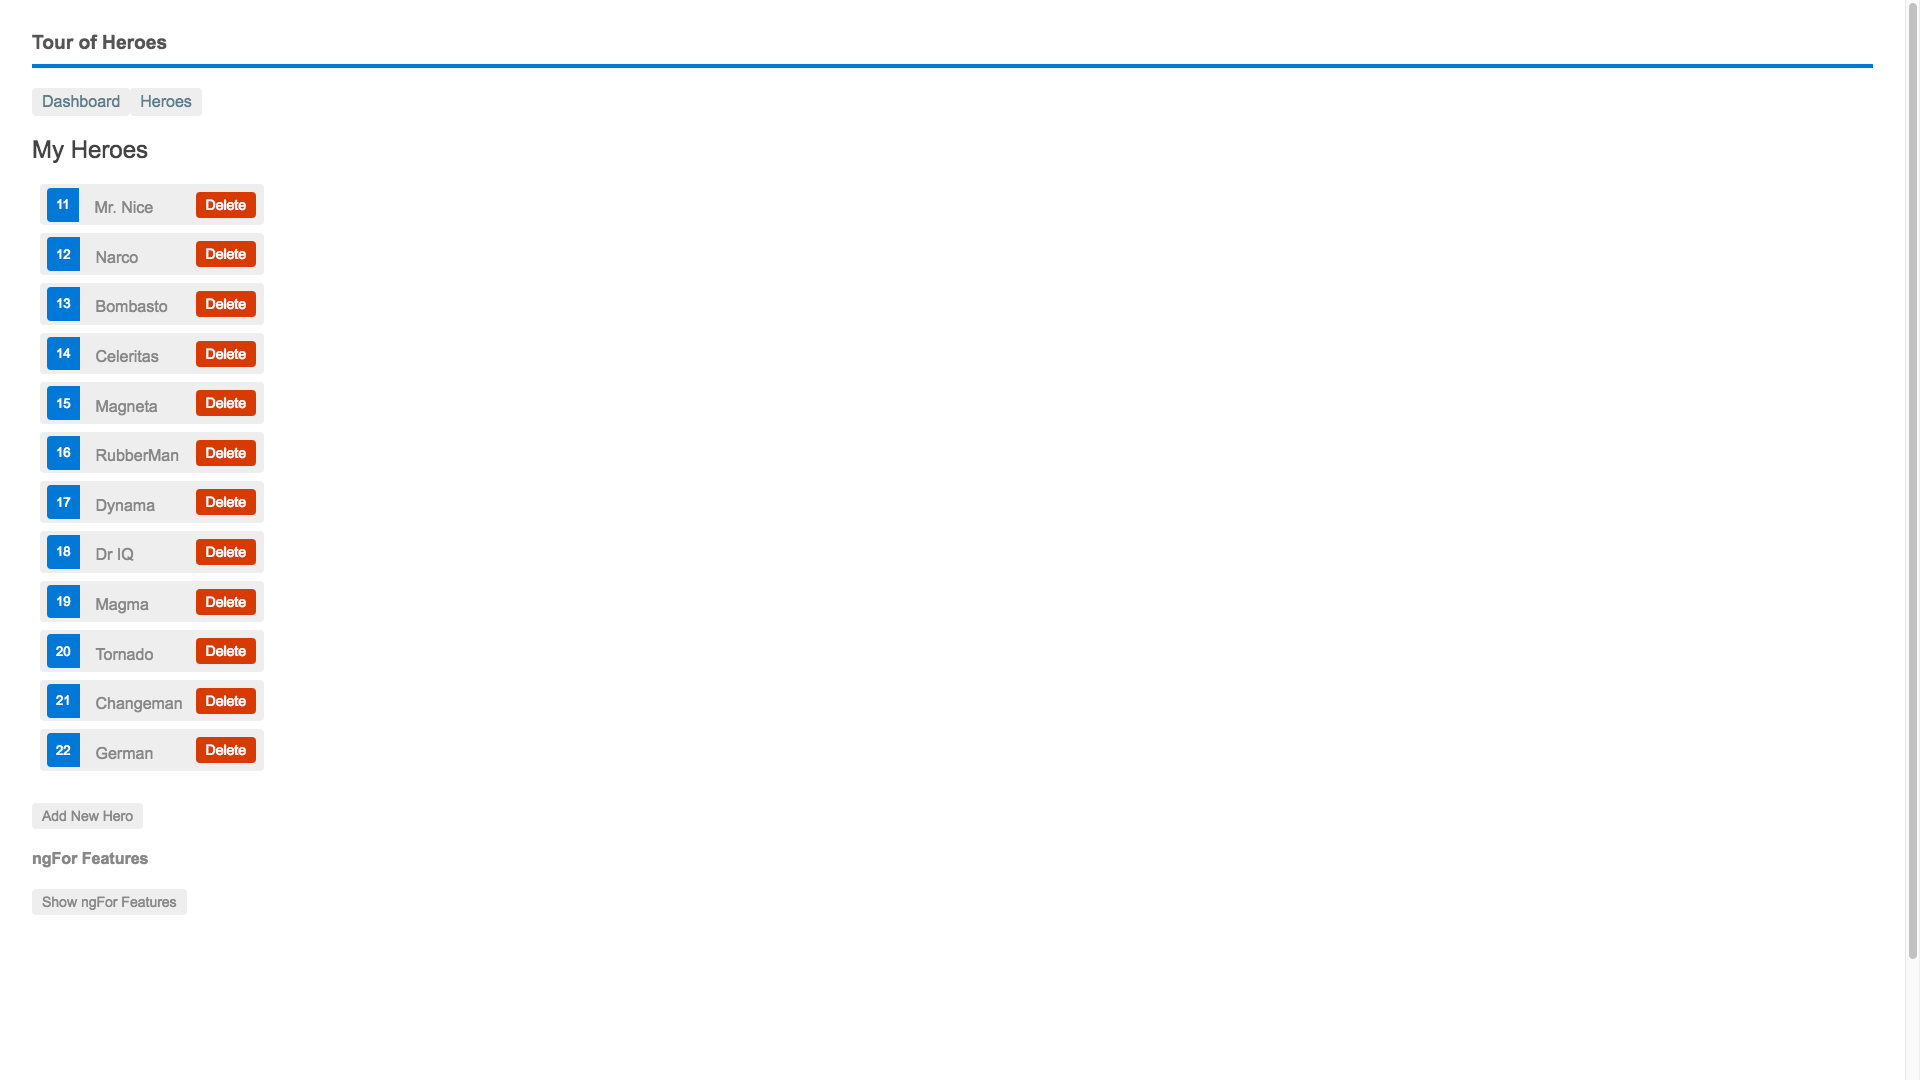 Tour of Heroes
Dashboard Heroes
My Heroes
11 Mr. Nice Delete
12 Narco Delete
13 Bombasto Delete
14 Celeritas Delete
15 Magneta Delete
16 RubberMan Delete
17 Dynama Delete
18 Dr IQ Delete
19 Magma Delete
20 Tornado Delete
21 Changeman Delete
22 German Delete
Add New Hero
ngFor Features
Show ngFor Features